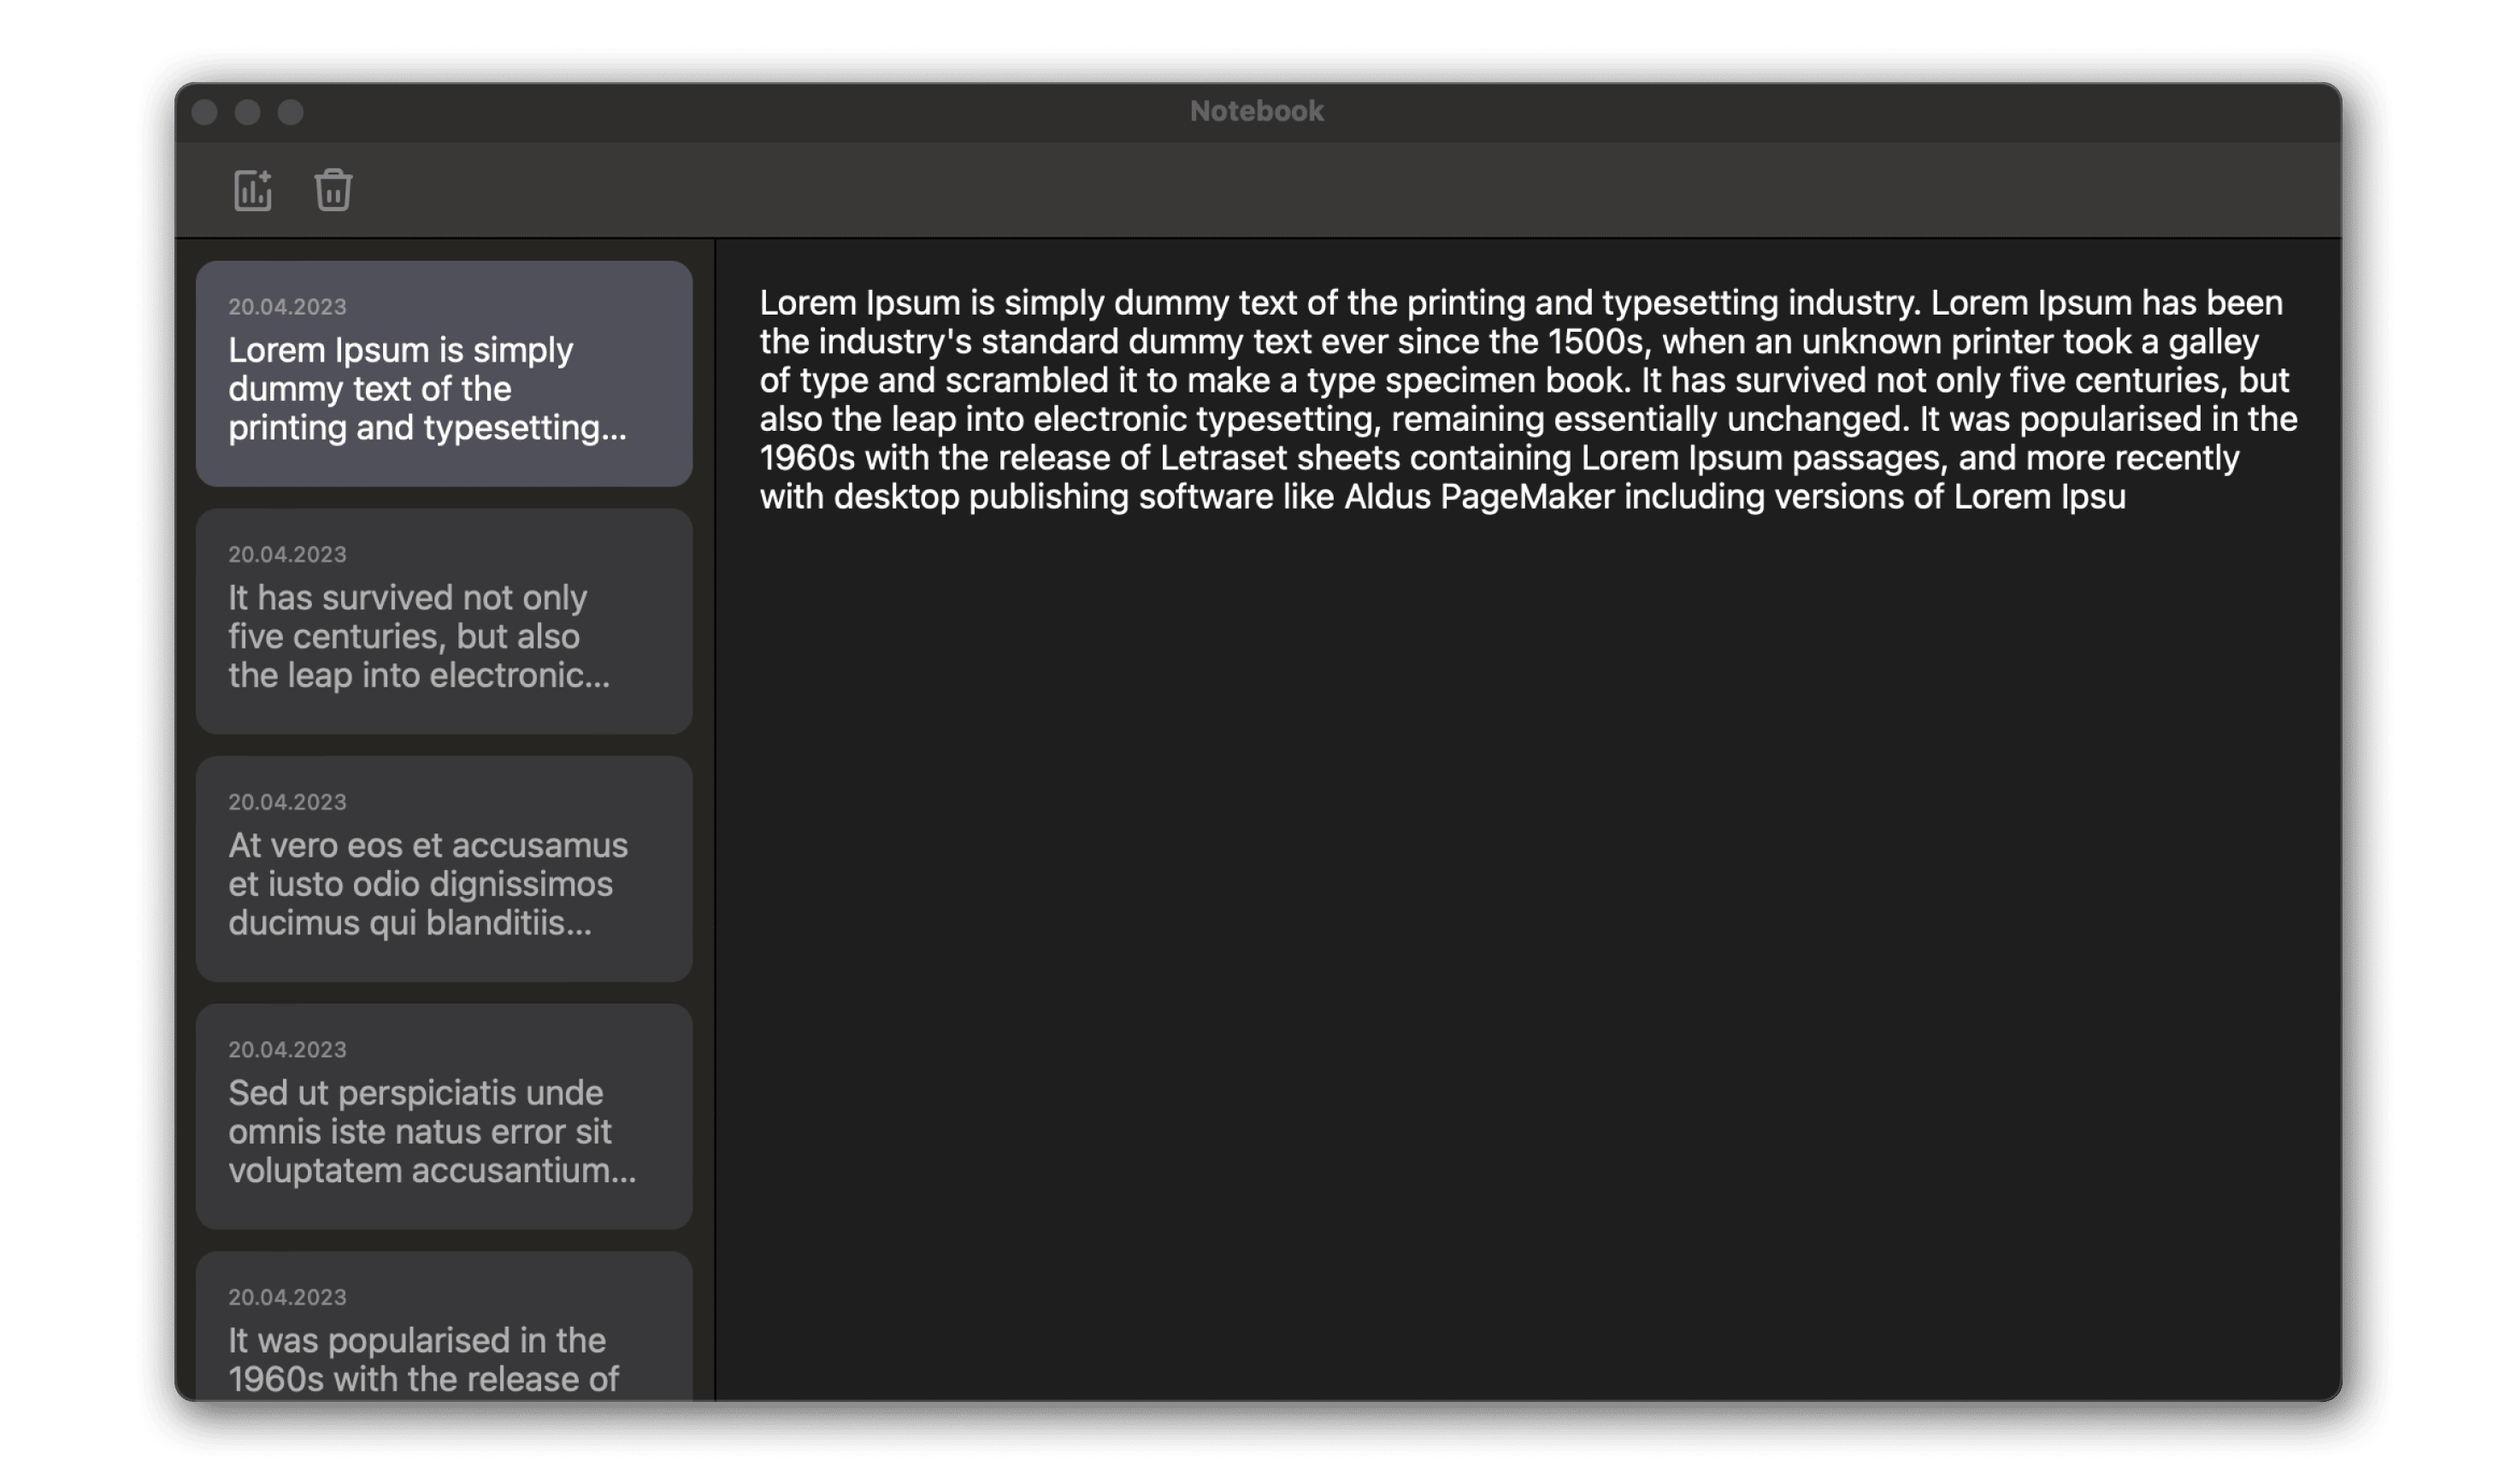 Notebook
20.04.2023
Lorem Ipsum is simply
dummy text of the
printing and typesetting...
20.04.2023
It has survived not only
five centuries, but also
the leap into electronic...
20.04.2023
At vero eos et accusamus
et iusto odio dignissimos
ducimus qui blanditiis...
20.04.2023
Sed ut perspiciatis unde
omnis iste natus error sit
voluptatem accusantium...
20.04.2023
It was popularised in the
1960s with the release of
Lorem Ipsum is simply dummy text of the printing and typesetting industry. Lorem Ipsum has been
the industry's standard dummy text ever since the 1500s, when an unknown printer took a galley
of type and scrambled it to make a type specimen book. It has survived not only five centuries, but
also the leap into electronic typesetting, remaining essentially unchanged. It was popularised in the
1960s with the release of Letraset sheets containing Lorem Ipsum passages, and more recently
with desktop publishing software like Aldus PageMaker including versions of Lorem Ipsu